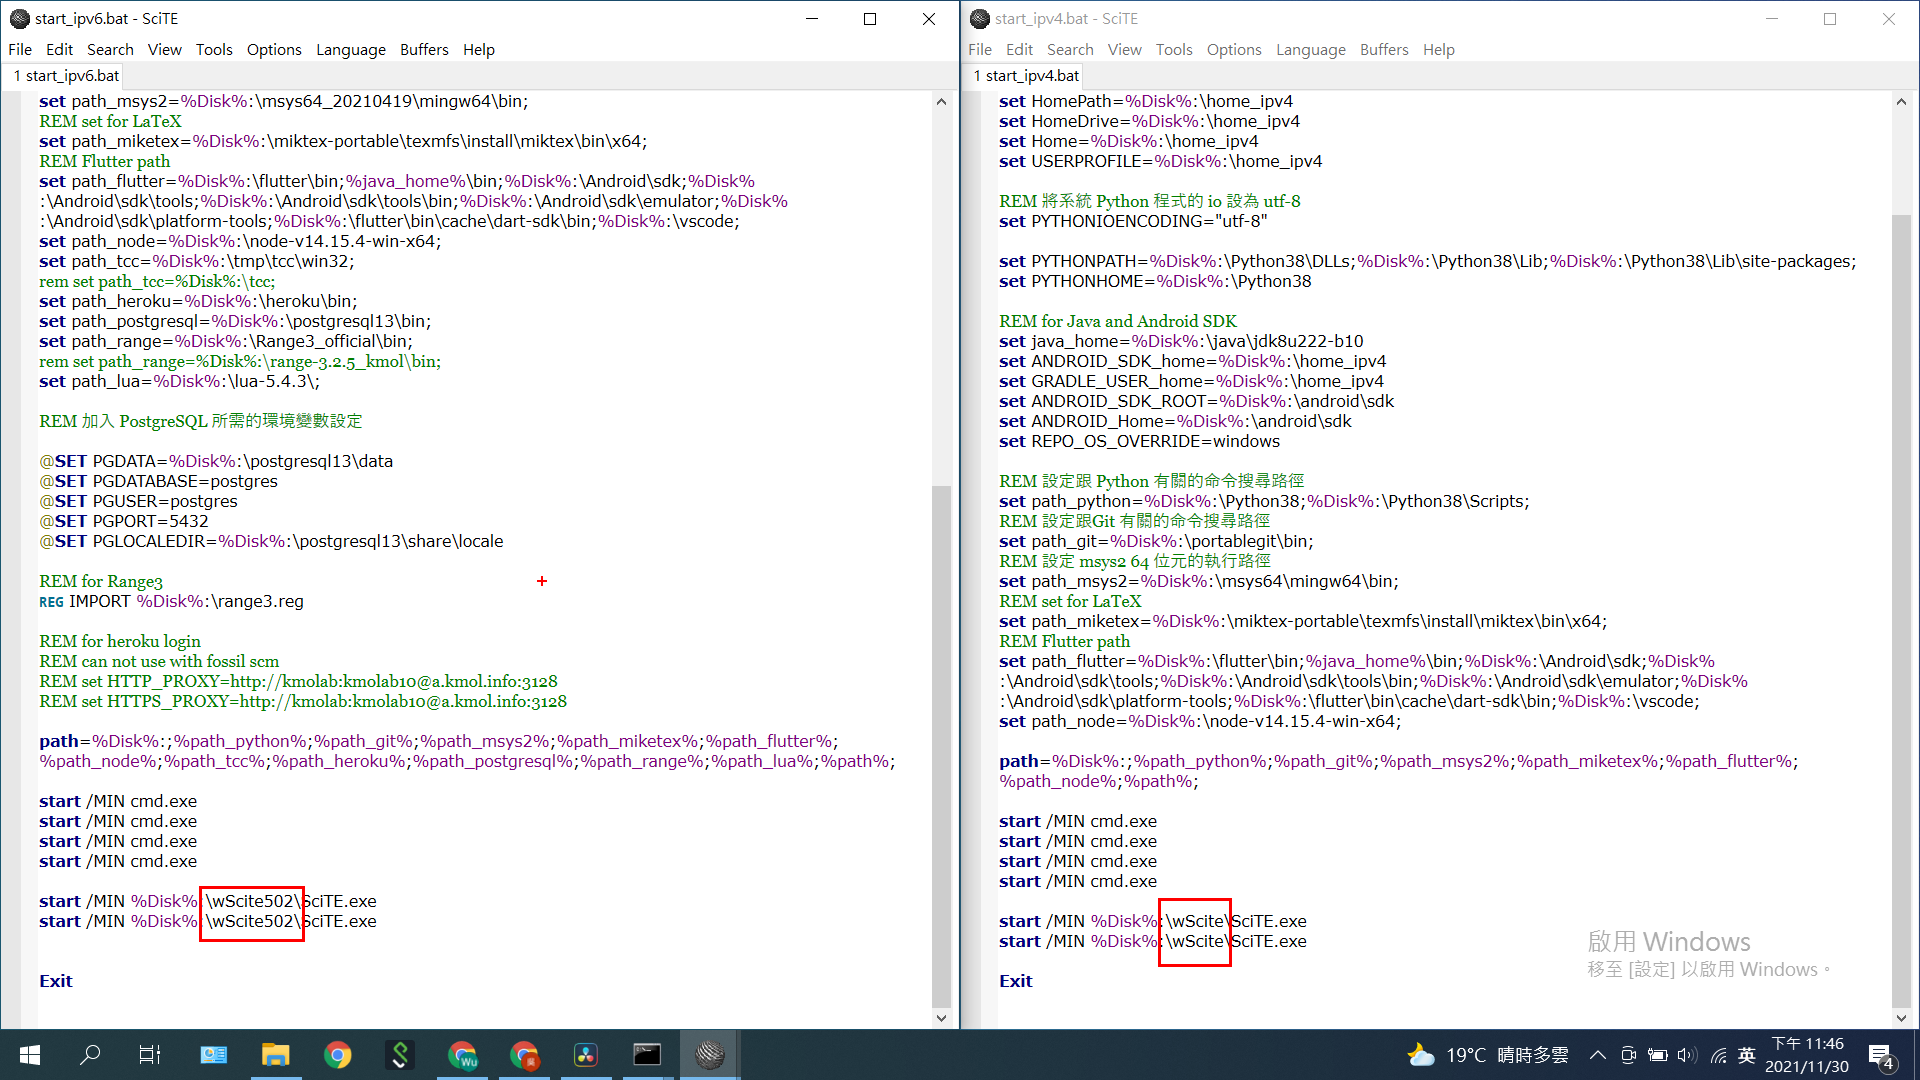 start_ipv6.bat - SciTE
File Edit Search View Tools Options Language Buffers Help
1 start_ipv6.bat
set path_msys2=%Disk%:\msys64_20210419\mingw64\bin;
REM set for LaTeX
set path_miketex=%Disk%:\miktex-portable\texmfs\install\miktex\bin\x64;
REM Flutter path
set path_flutter=%Disk%:\flutter\bin;%java_home%\bin;%Disk%:\Android\sdk;%Disk%
:\Android\sdk\tools;%Disk%:\Android\sdk\tools\bin;%Disk%:\Android\sdk\emulator;%Disk%
:\Android\sdk\platform-tools;%Disk%:\flutter\bin\cache\dart-sdk\bin;%Disk%:\vscode;
set path_node=%Disk%:\node-v14.15.4-win-x64;
set path_tcc=%Disk%:\tmp\tcc\win32;
rem set path_tcc=%Disk%:\tcc;
set path_heroku=%Disk%:\heroku\bin;
set path_postgresql=%Disk%:\postgresql13\bin;
set path_range=%Disk%:\Range3_official\bin;
rem set path_range=%Disk%:\range-3.2.5_kmol\bin;
set path_lua=%Disk%:\lua-5.4.3\;
REM 加入 PostgreSQL 所需的環境變數設定
@SET PGDATA=%Disk%:\postgresql13\data
@SET PGDATABASE=postgres
@SET PGUSER=postgres
@SET PGPORT=5432
@SET PGLOCALEDIR=%Disk%:\postgresql13\share\locale
REM for Range3
REG IMPORT %Disk%:\range3.reg
REM for heroku login
REM can not use with fossil scm
REM set HTTP_PROXY=http://kmolab:kmolab10@a.kmol.info:3128
REM set HTTPS_PROXY=http://kmolab:kmolab10@a.kmol.info:3128
path=%Disk%:;%path_python%;%path_git%;%path_msys2%;%path_miketex%;%path_flutter%;
%path_node%;%path_tcc%;%path_heroku%;%path_postgresql%;%path_range%;%path_lua%;%path%;
start /MIN cmd.exe
start /MIN cmd.exe
start /MIN cmd.exe
start /MIN cmd.exe
start /MIN %Disk%:\wScite502\SciTE.exe
start /MIN %Disk%:\wScite502\SciTE.exe
Exit
start_ipv4.bat - SciTE
File Edit Search View Tools Options Language Buffers Help
1 start_ipv4.bat
set HomePath=%Disk%:\home_ipv4
set HomeDrive=%Disk%:\home_ipv4
set Home=%Disk%:\home_ipv4
set USERPROFILE=%Disk%:\home_ipv4
REM 將系統 Python 程式的 io 設為 utf-8
set PYTHONIOENCODING="utf-8"
set PYTHONPATH=%Disk%:\Python38\DLLs;%Disk%:\Python38\Lib;%Disk%:\Python38\Lib\site-packages;
set PYTHONHOME=%Disk%:\Python38
REM for Java and Android SDK
set java_home=%Disk%:\java\jdk8u222-b10
set ANDROID_SDK_home=%Disk%:\home_ipv4
set GRADLE_USER_home=%Disk%:\home_ipv4
set ANDROID_SDK_ROOT=%Disk%:\android\sdk
set ANDROID_Home=%Disk%:\android\sdk
set REPO_OS_OVERRIDE=windows
REM 設定跟 Python 有關的命令搜尋路徑
set path_python=%Disk%:\Python38;%Disk%:\Python38\Scripts;
REM 設定跟Git 有關的命令搜尋路徑
set path_git=%Disk%:\portablegit\bin;
REM 設定 msys2 64 位元的執行路徑
set path_msys2=%Disk%:\msys64\mingw64\bin;
REM set for LaTeX
set path_miketex=%Disk%:\miktex-portable\texmfs\install\miktex\bin\x64;
REM Flutter path
set path_flutter=%Disk%:\flutter\bin;%java_home%\bin;%Disk%:\Android\sdk;%Disk%
:\Android\sdk\tools;%Disk%:\Android\sdk\tools\bin;%Disk%:\Android\sdk\emulator;%Disk%
:\Android\sdk\platform-tools;%Disk%:\flutter\bin\cache\dart-sdk\bin;%Disk%:\vscode;
set path_node=%Disk%:\node-v14.15.4-win-x64;
path=%Disk%:;%path_python%;%path_git%;%path_msys2%;%path_miketex%;%path_flutter%;
%path_node%;%path%;
start /MIN cmd.exe
start /MIN cmd.exe
start /MIN cmd.exe
start /MIN cmd.exe
start /MIN %Disk%:\wScite\SciTE.exe
start /MIN %Disk%:\wScite\SciTE.exe
Exit
啟用 Windows
移至 [設定] 以啟用 Windows。
Wu
19°C 晴時多雲
英
下午 11:46
2021/11/30
4